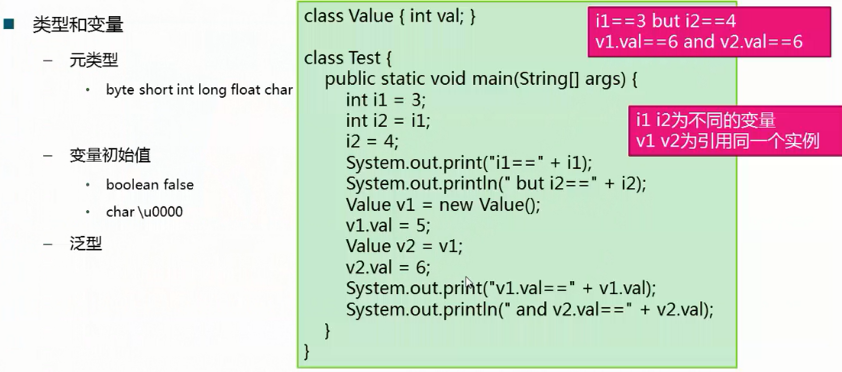 类型和变量
元类型
byte short int long float char
变量初始值
boolean false
char \u0000
泛型
class Value { int val; }
class Test {
public static void main(String[] args) {
int i1 = 3;
int i2 = i1;
i2 = 4;
System.out.print("i1==" + i1);
System.out.println(" but i2==" + i2);
Value v1 = new Value();
v1.val = 5;
Value v2 = v1;
v2.val = 6;
System.out.print("v1.val==" + v1.val);
System.out.println(" and v2.val==" + v2.val);
}
}
i1==3 but i2==4
v1.val==6 and v2.val==6
i1 i2为不同的变量
v1 v2为引用同一个实例